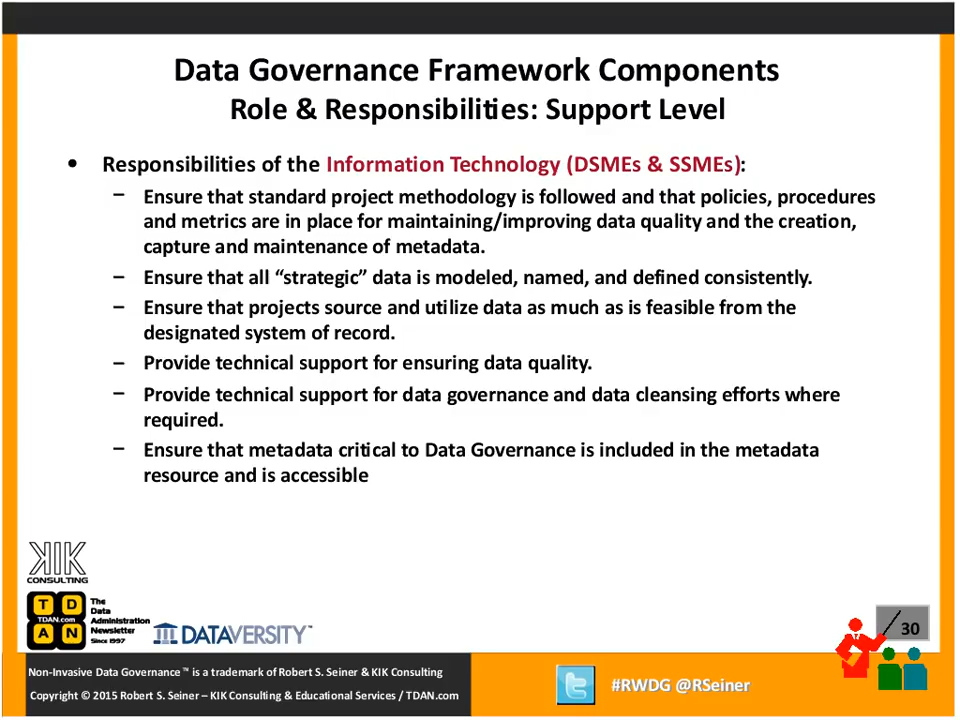 Data Governance Framework Components
Role & Responsibilities: Support Level
• Responsibilities of the Information Technology (DSMEs & SSMEs):
– Ensure that standard project methodology is followed and that policies, procedures
and metrics are in place for maintaining/improving data quality and the creation,
capture and maintenance of metadata.
– Ensure that all “strategic” data is modeled, named, and defined consistently.
– Ensure that projects source and utilize data as much as is feasible from the
designated system of record.
– Provide technical support for ensuring data quality.
– Provide technical support for data governance and data cleansing efforts where
required.
– Ensure that metadata critical to Data Governance is included in the metadata
resource and is accessible
KIK
CONSULTING
T D
TDAN.com
A N
The
Data
Administration
Newsletter
Since 1997
DATAVERSITY™
30
Non-Invasive Data Governance™ is a trademark of Robert S. Seiner & KIK Consulting
Copyright © 2015 Robert S. Seiner – KIK Consulting & Educational Services / TDAN.com
#RWDG @RSeiner